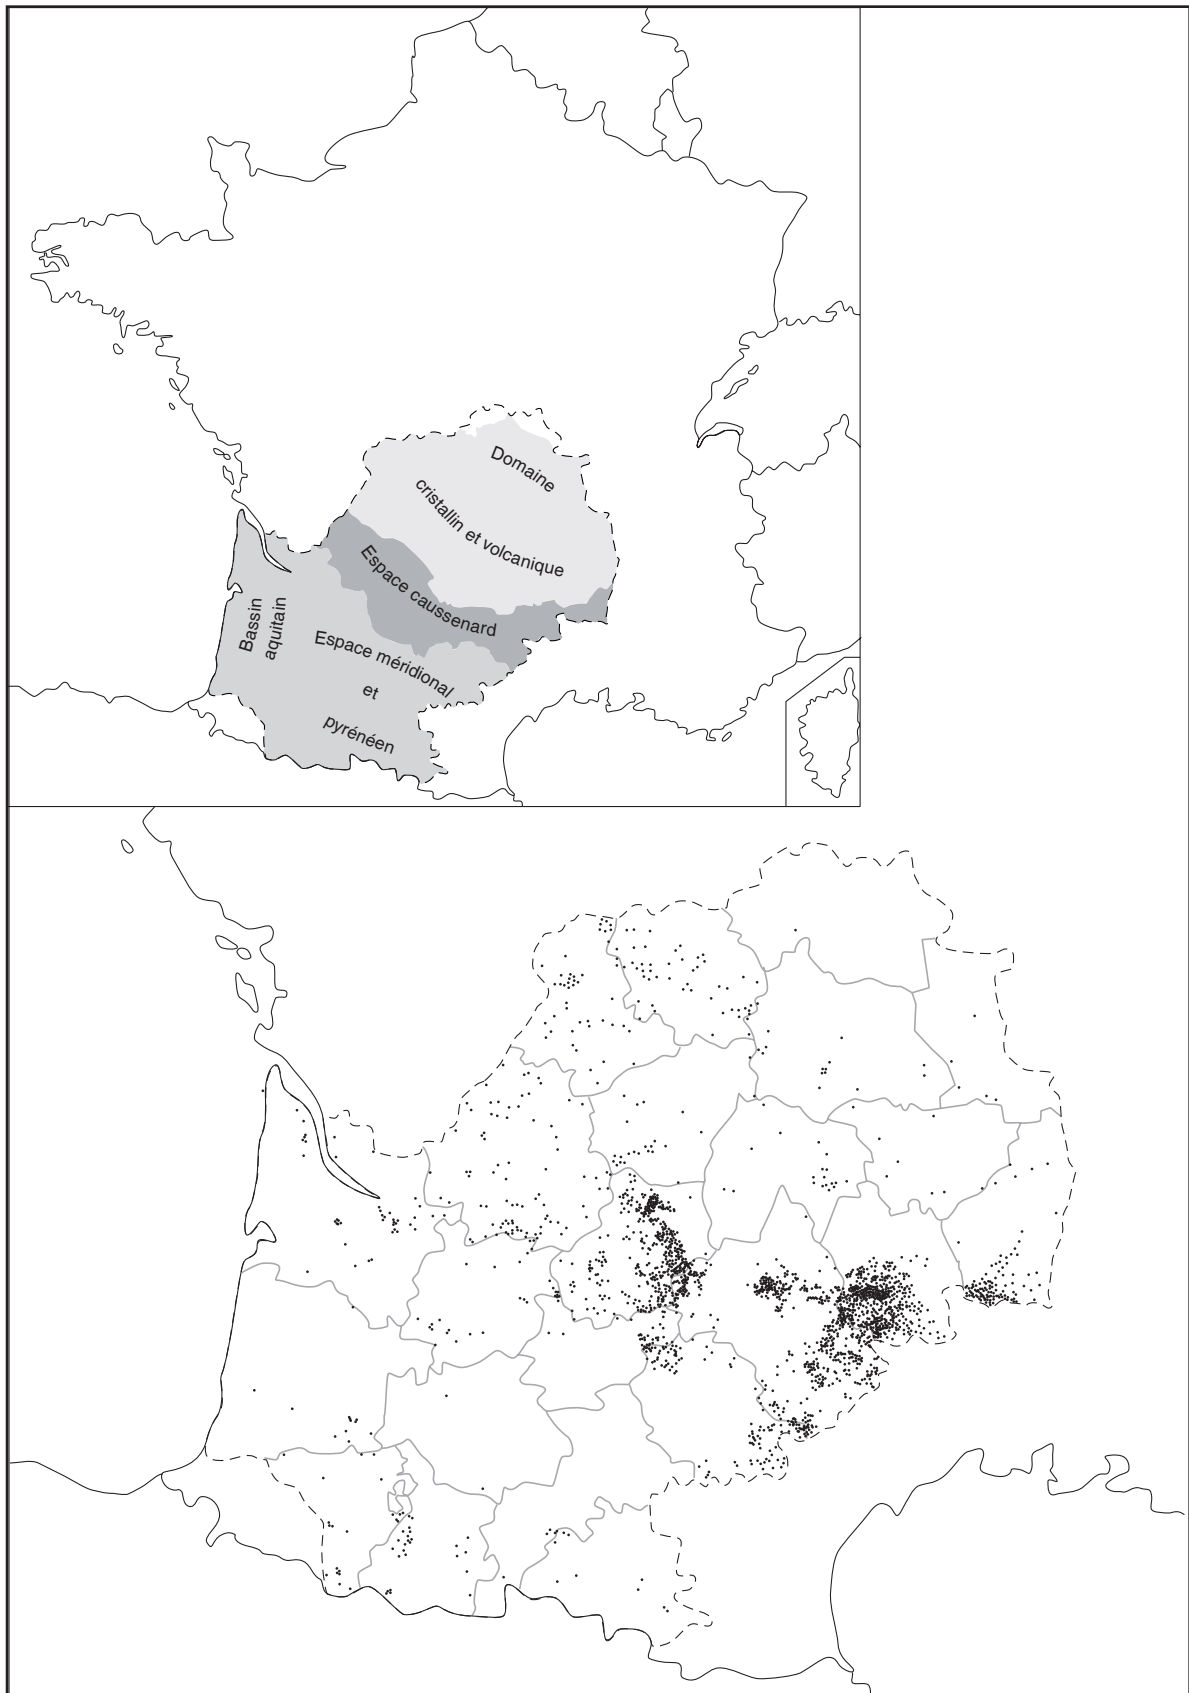 Domaine
cristallin et volcanique
Espace caussenard
Bassin
aquitain
Espace méridional
et
pyrénéen